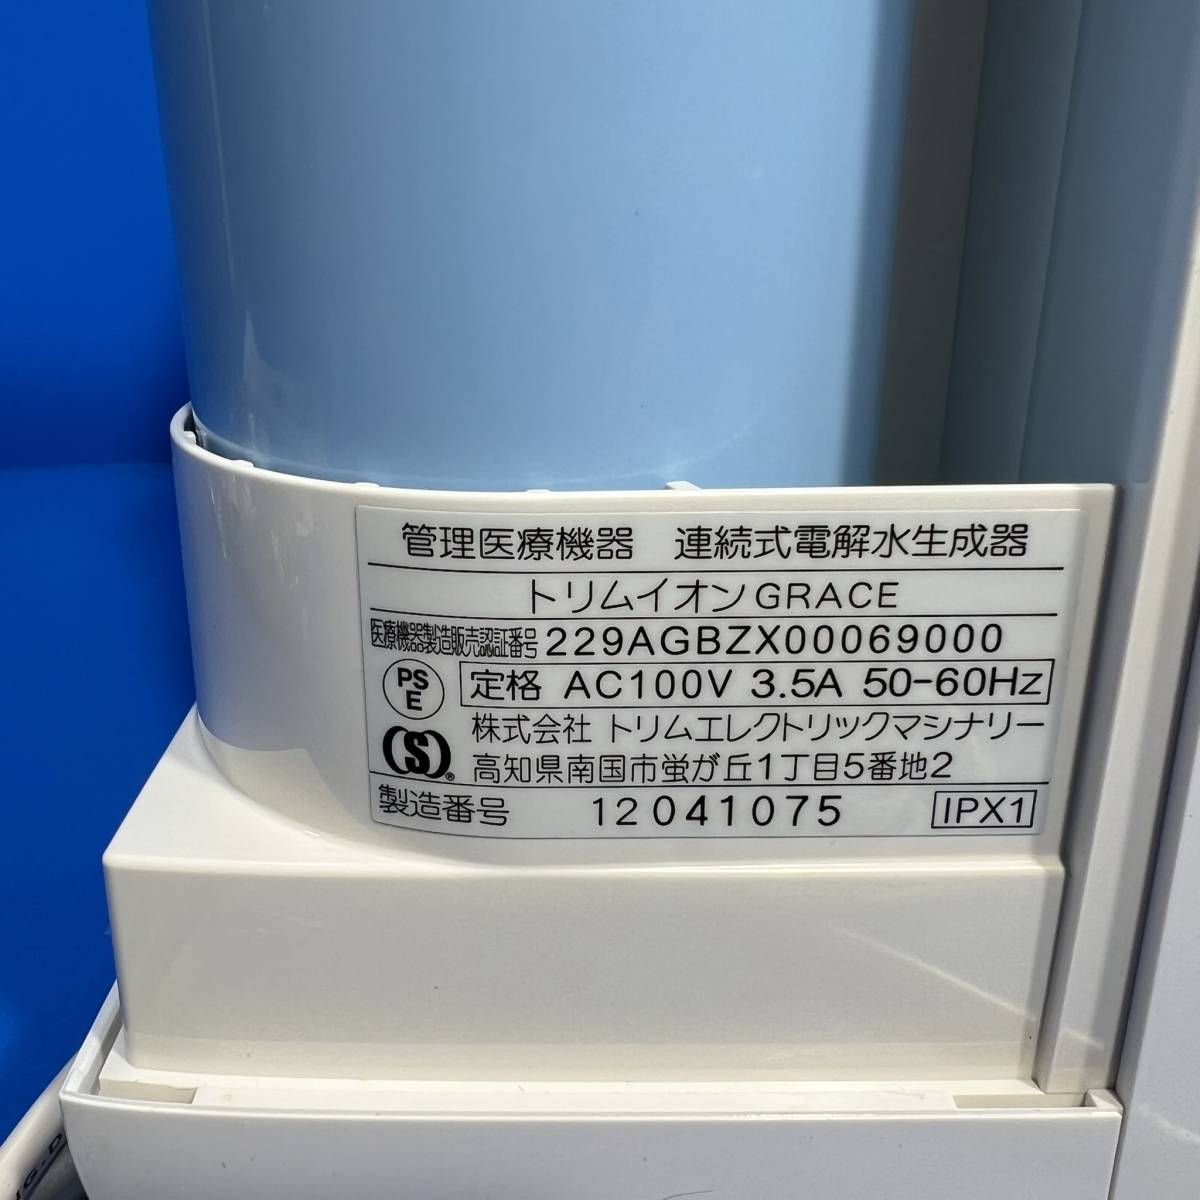 管理医療機器 連続式電解水生成器
トリムイオンGRACE
医療機器製造販売認証番号 229AGBZX00069000
PS
E
定格 AC100V 3.5A 50-60Hz
株式会社 トリムエレクトリックマシナリー
高知県南国市蛍が丘1丁目5番地2
製造番号 12041075 IPX1